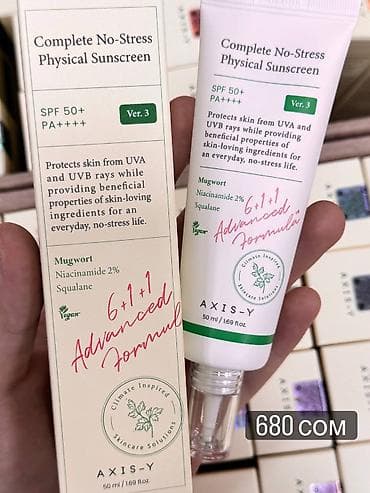 Complete No-Stress
Physical Sunscreen
SPF 50+
PA++++
Ver. 3
Protects skin from UVA
and UVB rays while
providing beneficial
properties of skin-loving
ingredients for an
everyday, no-stress life.
Mugwort
Niacinamide 2%
Squalane
Vegan
6+1+1
Advanced
Formula
Climate Inspired
Skincare Solutions
AXIS-Y
50 ml / 1.69 fl oz.
Complete No-Stress
Physical Sunscreen
SPF 50+
PA++++
Ver. 3
Protects skin from UVA and
UVB rays while providing
beneficial properties of
skin-loving ingredients for
an everyday, no-stress life.
Mugwort
Niacinamide 2%
Squalane
Vegan
6+1+1
Advanced
Formula
Climate Inspired
Skincare Solutions
AXIS-Y
50 ml / 1.69 fl oz.
680 СОМ